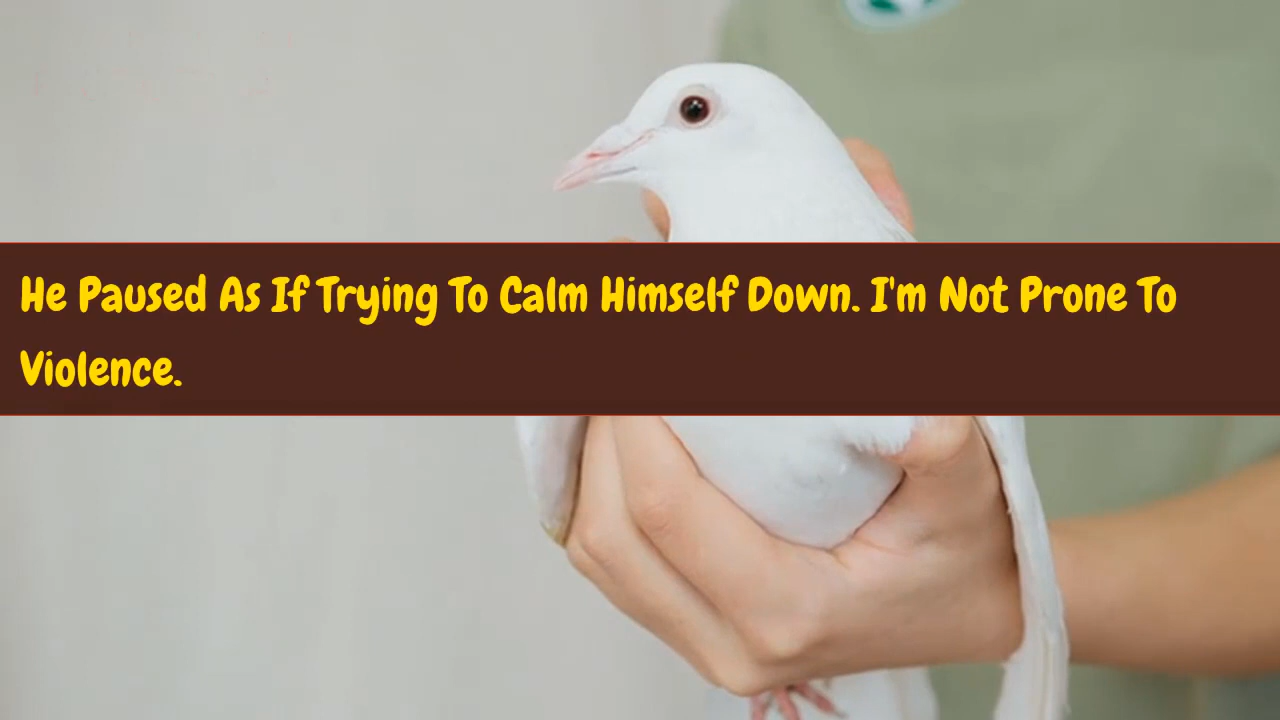 He Paused As If Trying To Calm Himself Down. I'm Not Prone To
Violence.